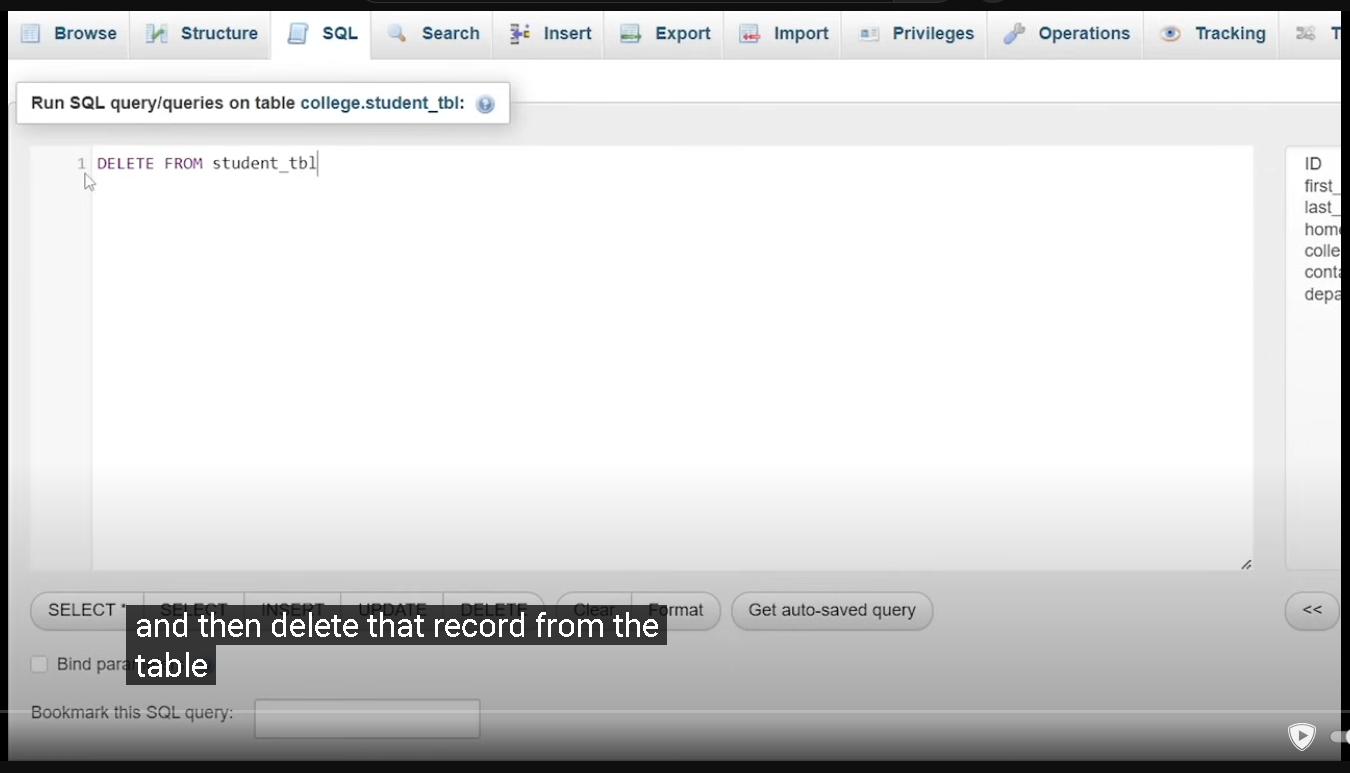 Browse Structure SQL Search Insert Export Import Privileges Operations Tracking T
Run SQL query/queries on table college.student_tbl:
1 DELETE FROM student_tbl
ID
first_
last_
home
colle
conta
depa
SELECT * SELECT INSERT UPDATE DELETE Clear Format Get auto-saved query <<
and then delete that record from the
table
Bind para
Bookmark this SQL query: